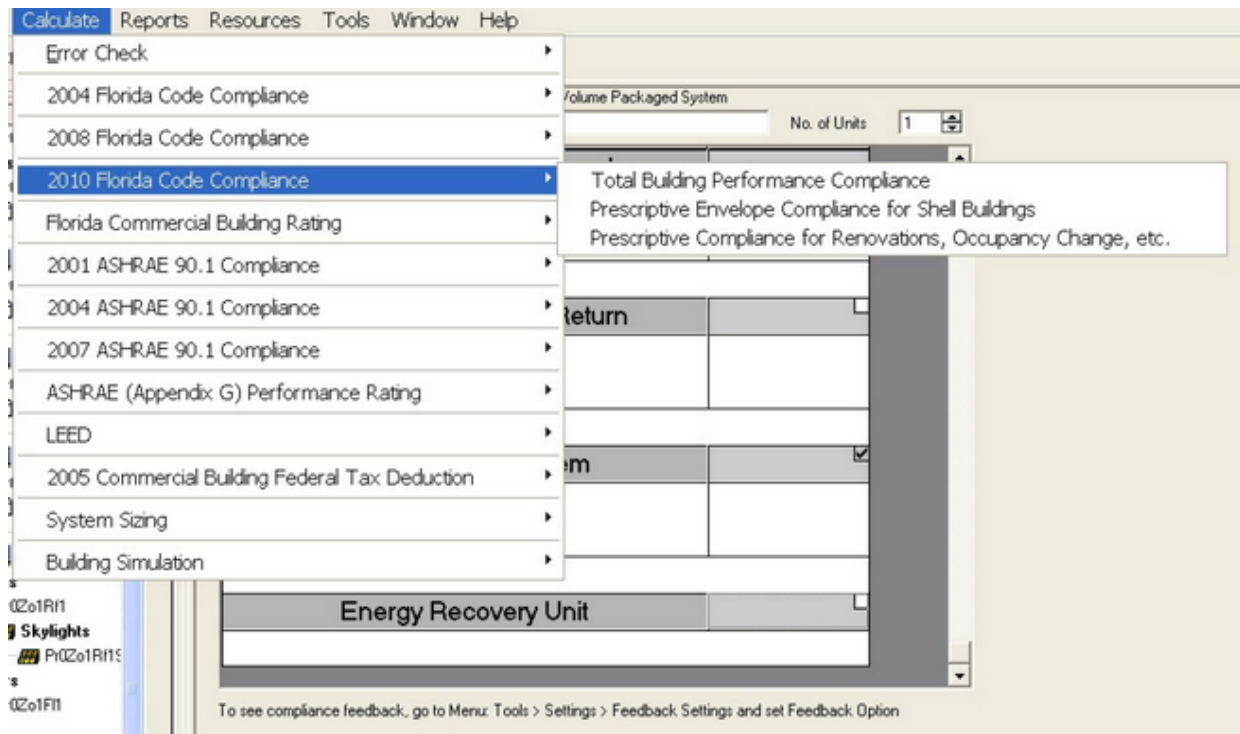 Calculate Reports Resources Tools Window Help
Error Check
2004 Florida Code Compliance
2008 Florida Code Compliance
2010 Florida Code Compliance
Florida Commercial Building Rating
2001 ASHRAE 90.1 Compliance
2004 ASHRAE 90.1 Compliance
2007 ASHRAE 90.1 Compliance
ASHRAE (Appendix G) Performance Rating
LEED
2005 Commercial Building Federal Tax Deduction
System Sizing
Building Simulation
Total Building Performance Compliance
Prescriptive Envelope Compliance for Shell Buildings
Prescriptive Compliance for Renovations, Occupancy Change, etc.
Volume Packaged System
No. of Units 1
Return
em
Energy Recovery Unit
0Zo1Rf1
Skylights
Pr0Zo1Rf1S
0Zo1Fl1
To see compliance feedback, go to Menu: Tools > Settings > Feedback Settings and set Feedback Option